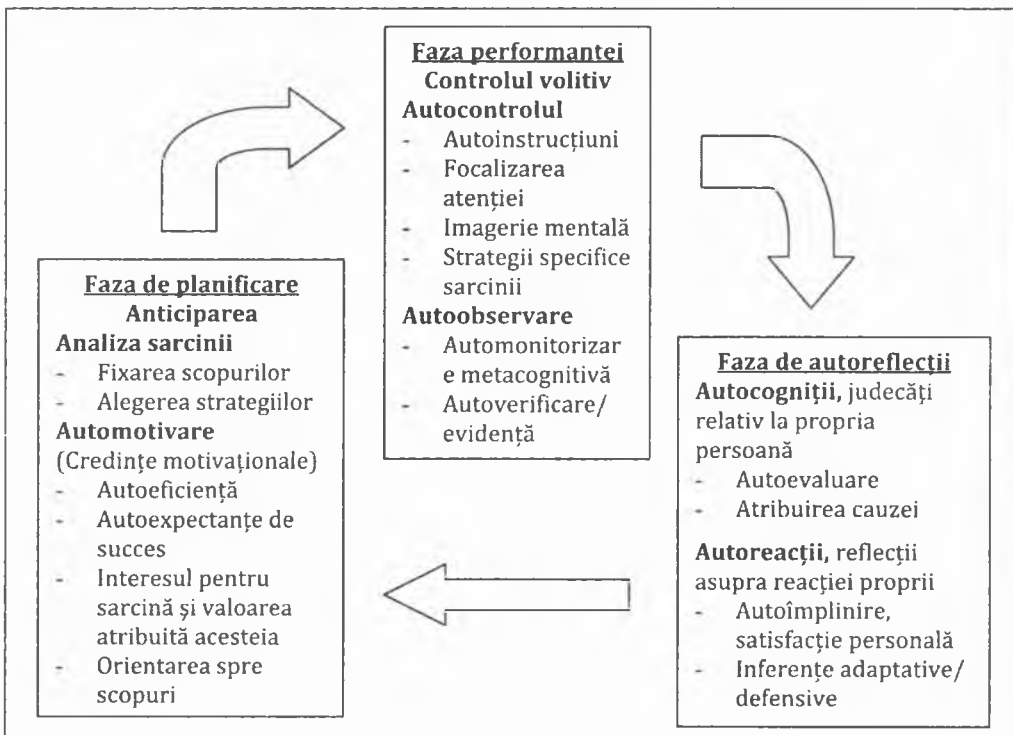 Faza performantei
Controlul volitiv
Autocontrolul
- Autoinstrucțiuni
- Focalizarea
atenției
- Imagerie mentală
- Strategii specifice
sarcinii
Autoobservare
- Automonitorizar
e metacognitivă
- Autoverificare/
evidență
Faza de planificare
Anticiparea
Analiza sarcinii
- Fixarea scopurilor
- Alegerea strategiilor
Automotivare
(Credințe motivaționale)
- Autoeficiență
- Autoexpectanțe de
succes
- Interesul pentru
sarcină și valoarea
atribuită acesteia
- Orientarea spre
scopuri
Faza de autoreflecții
Autocogniții, judecăți
relativ la propria
persoană
- Autoevaluare
- Atribuirea cauzei
Autoreacții, reflecții
asupra reacției proprii
- Autoîmplinire,
satisfacție personală
- Inferențe adaptative/
defensive